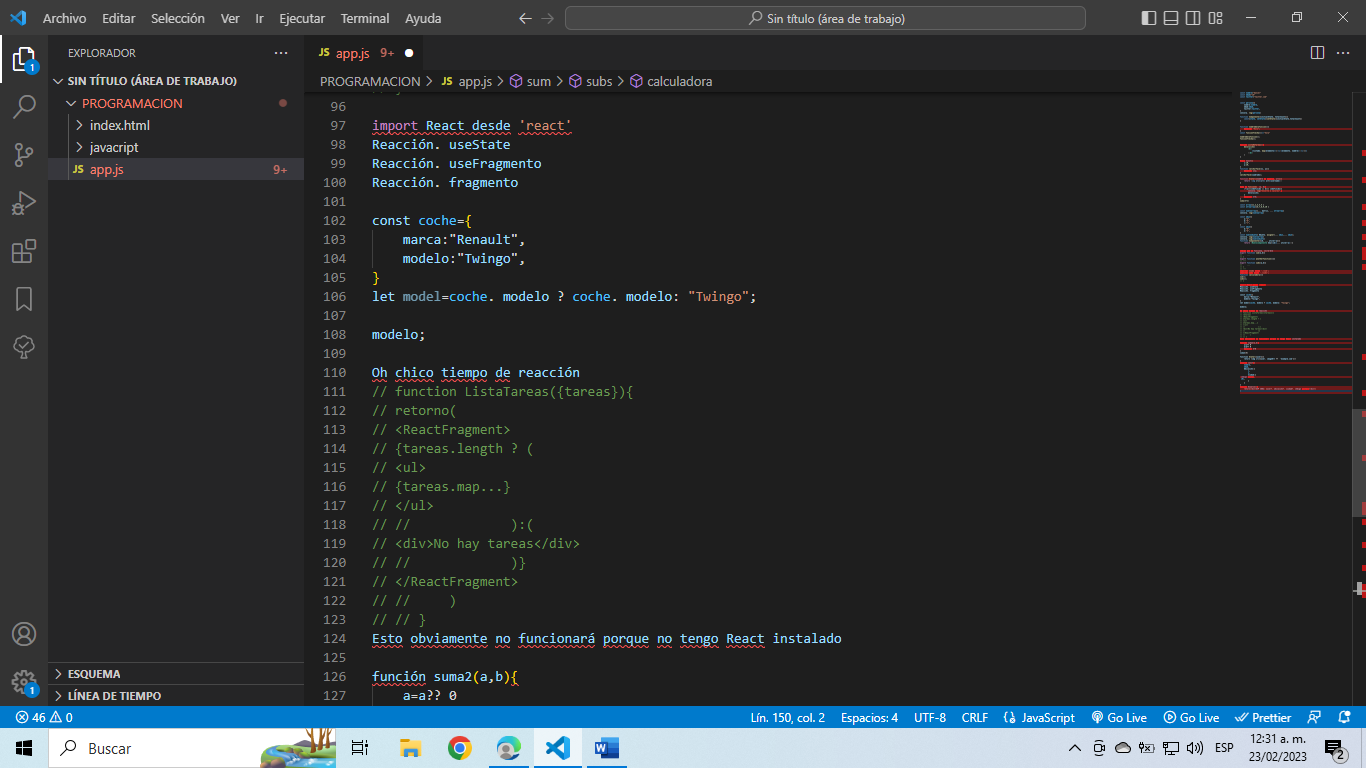 Archivo Editar Selección Ver Ir Ejecutar Terminal Ayuda
Sin título (área de trabajo)
EXPLORADOR
SIN TÍTULO (ÁREA DE TRABAJO)
PROGRAMACION
index.html
javacript
JS app.js 9+
ESQUEMA
LÍNEA DE TIEMPO
1
1
JS app.js 9+
PROGRAMACION > JS app.js > sum > subs > calculadora
96
97 import React desde 'react'
98 Reacción. useState
99 Reacción. useFragmento
100 Reacción. fragmento
101
102 const coche={
103 marca:"Renault",
104 modelo:"Twingo",
105 }
106 let model=coche. modelo ? coche. modelo: "Twingo";
107
108 modelo;
109
110 Oh chico tiempo de reacción
111 // function ListaTareas({tareas}){
112 // retorno(
113 // <ReactFragment>
114 // {tareas.length ? (
115 // <ul>
116 // {tareas.map...}
117 // </ul>
118 // // ):(
119 // <div>No hay tareas</div>
120 // // )}
121 // </ReactFragment>
122 // // )
123 // // }
124 Esto obviamente no funcionará porque no tengo React instalado
125
126 función suma2(a,b){
127 a=a?? 0
46 0
Lín. 150, col. 2 Espacios: 4 UTF-8 CRLF {} JavaScript Go Live Go Live Prettier
Buscar
ESP
12:31 a. m.
23/02/2023
2